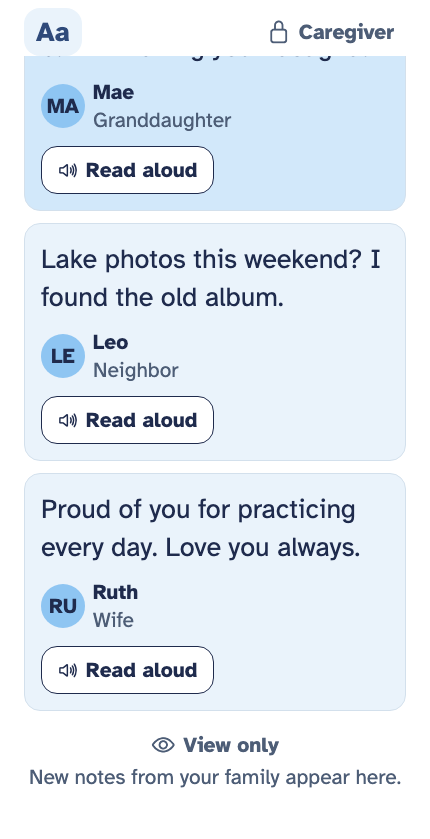 Aa
Caregiver
MA
Mae
Granddaughter
Read aloud
Lake photos this weekend? I
found the old album.
LE
Leo
Neighbor
Read aloud
Proud of you for practicing
every day. Love you always.
RU
Ruth
Wife
Read aloud
View only
New notes from your family appear here.